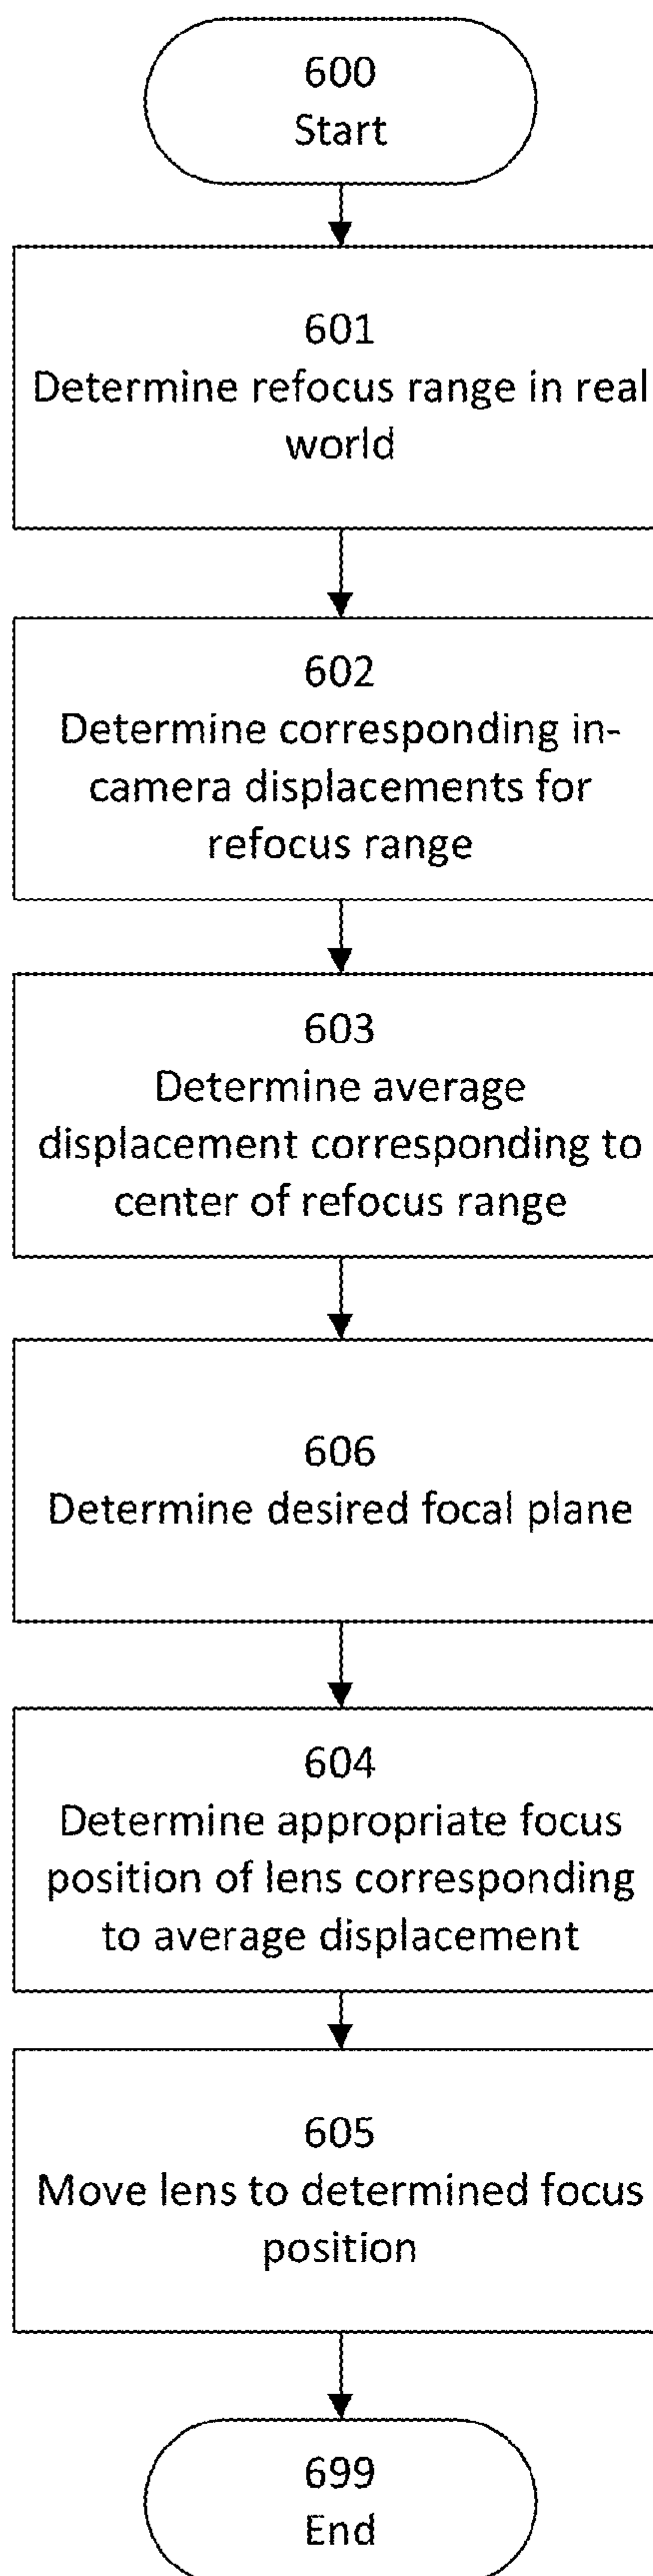 600
Start
601
Determine refocus range in real
world
602
Determine corresponding in-
camera displacements for
refocus range
603
Determine average
displacement corresponding to
center of refocus range
606
Determine desired focal plane
604
Determine appropriate focus
position of lens corresponding
to average displacement
605
Move lens to determined focus
position
699
End